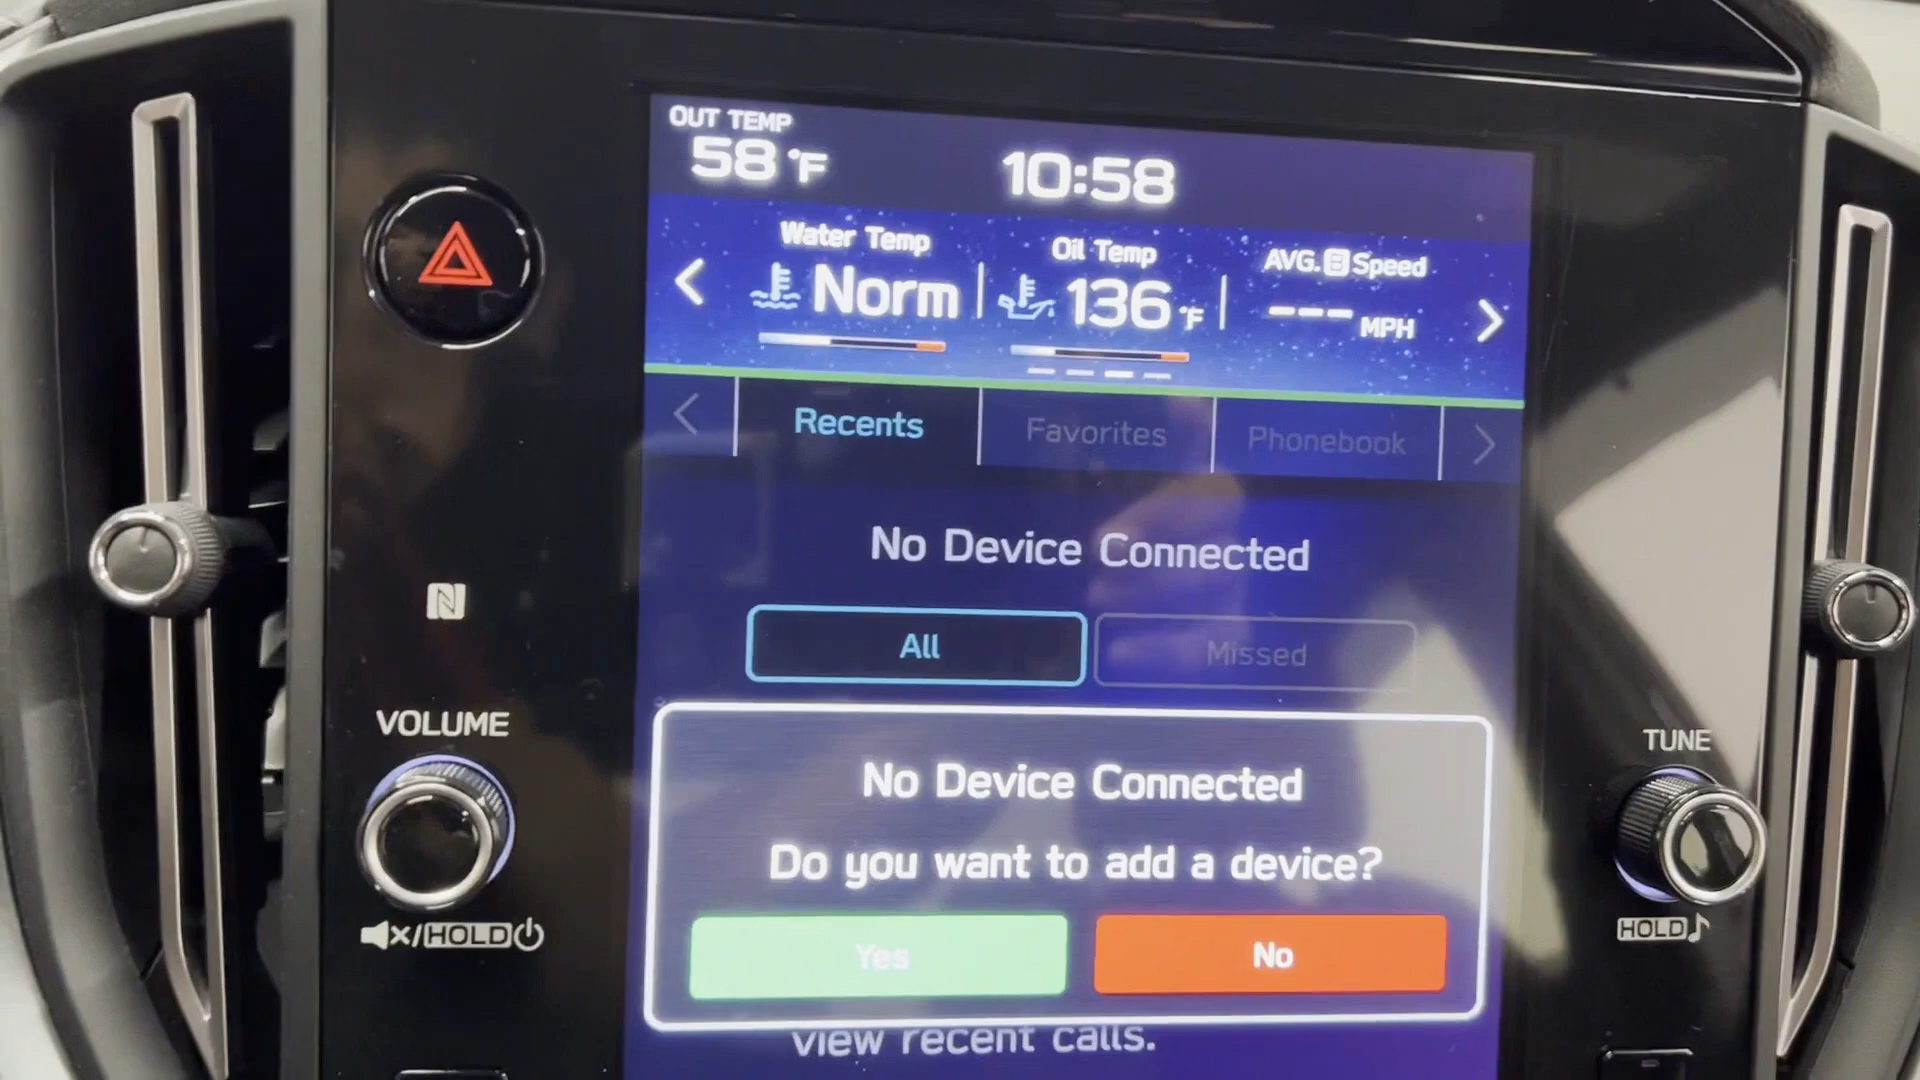 OUT TEMP
58 °F
10:58
Water Temp
Norm
Oil Temp
136 °F
AVG. B Speed
--- MPH
Recents
Favorites
Phonebook
No Device Connected
All
Missed
No Device Connected
Do you want to add a device?
Yes
No
view recent calls.
VOLUME
/HOLD
TUNE
HOLD